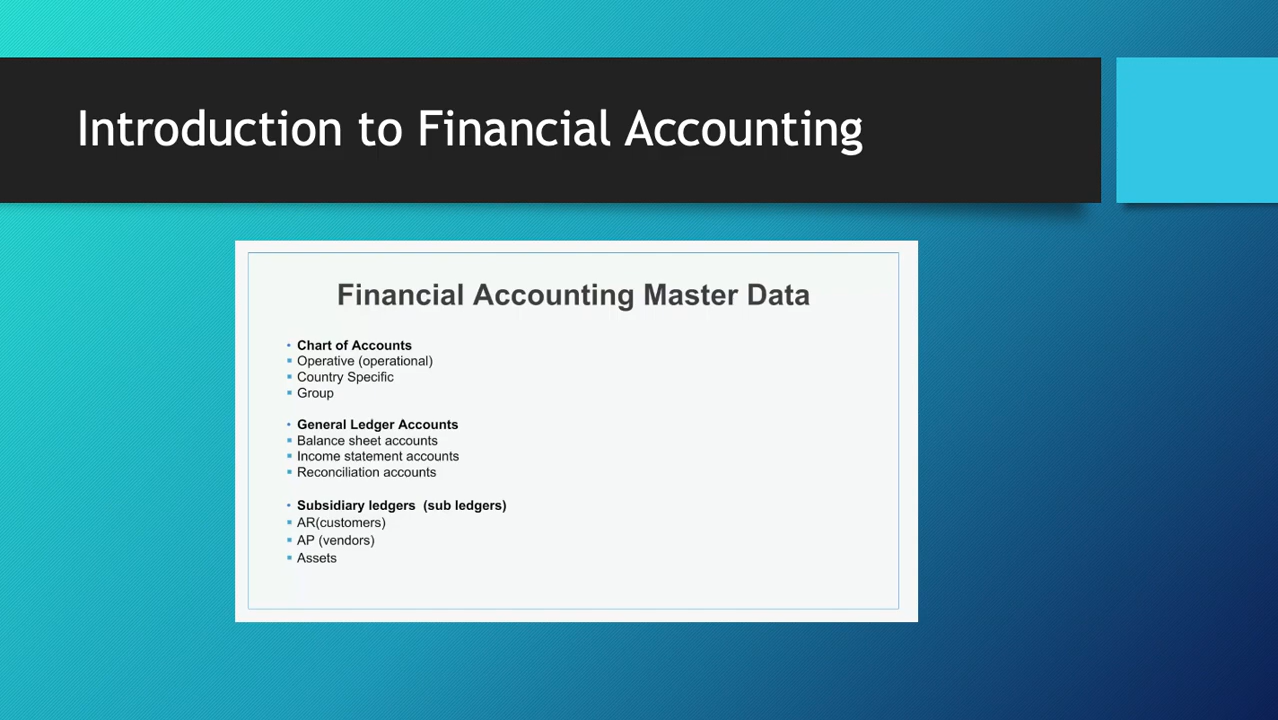 Introduction to Financial Accounting
Financial Accounting Master Data
• Chart of Accounts
▪ Operative (operational)
▪ Country Specific
▪ Group
• General Ledger Accounts
▪ Balance sheet accounts
▪ Income statement accounts
▪ Reconciliation accounts
• Subsidiary ledgers (sub ledgers)
▪ AR(customers)
▪ AP (vendors)
▪ Assets